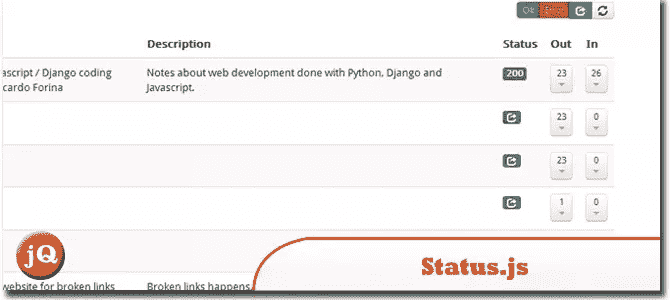 Ok
Description Status Out In
ascript / Django coding Notes about web development done with Python, Django and 200 23 26
cardo Forina Javascript.
23 0
23 0
1 0
jQ
Status.js
website for broken links Broken links happens